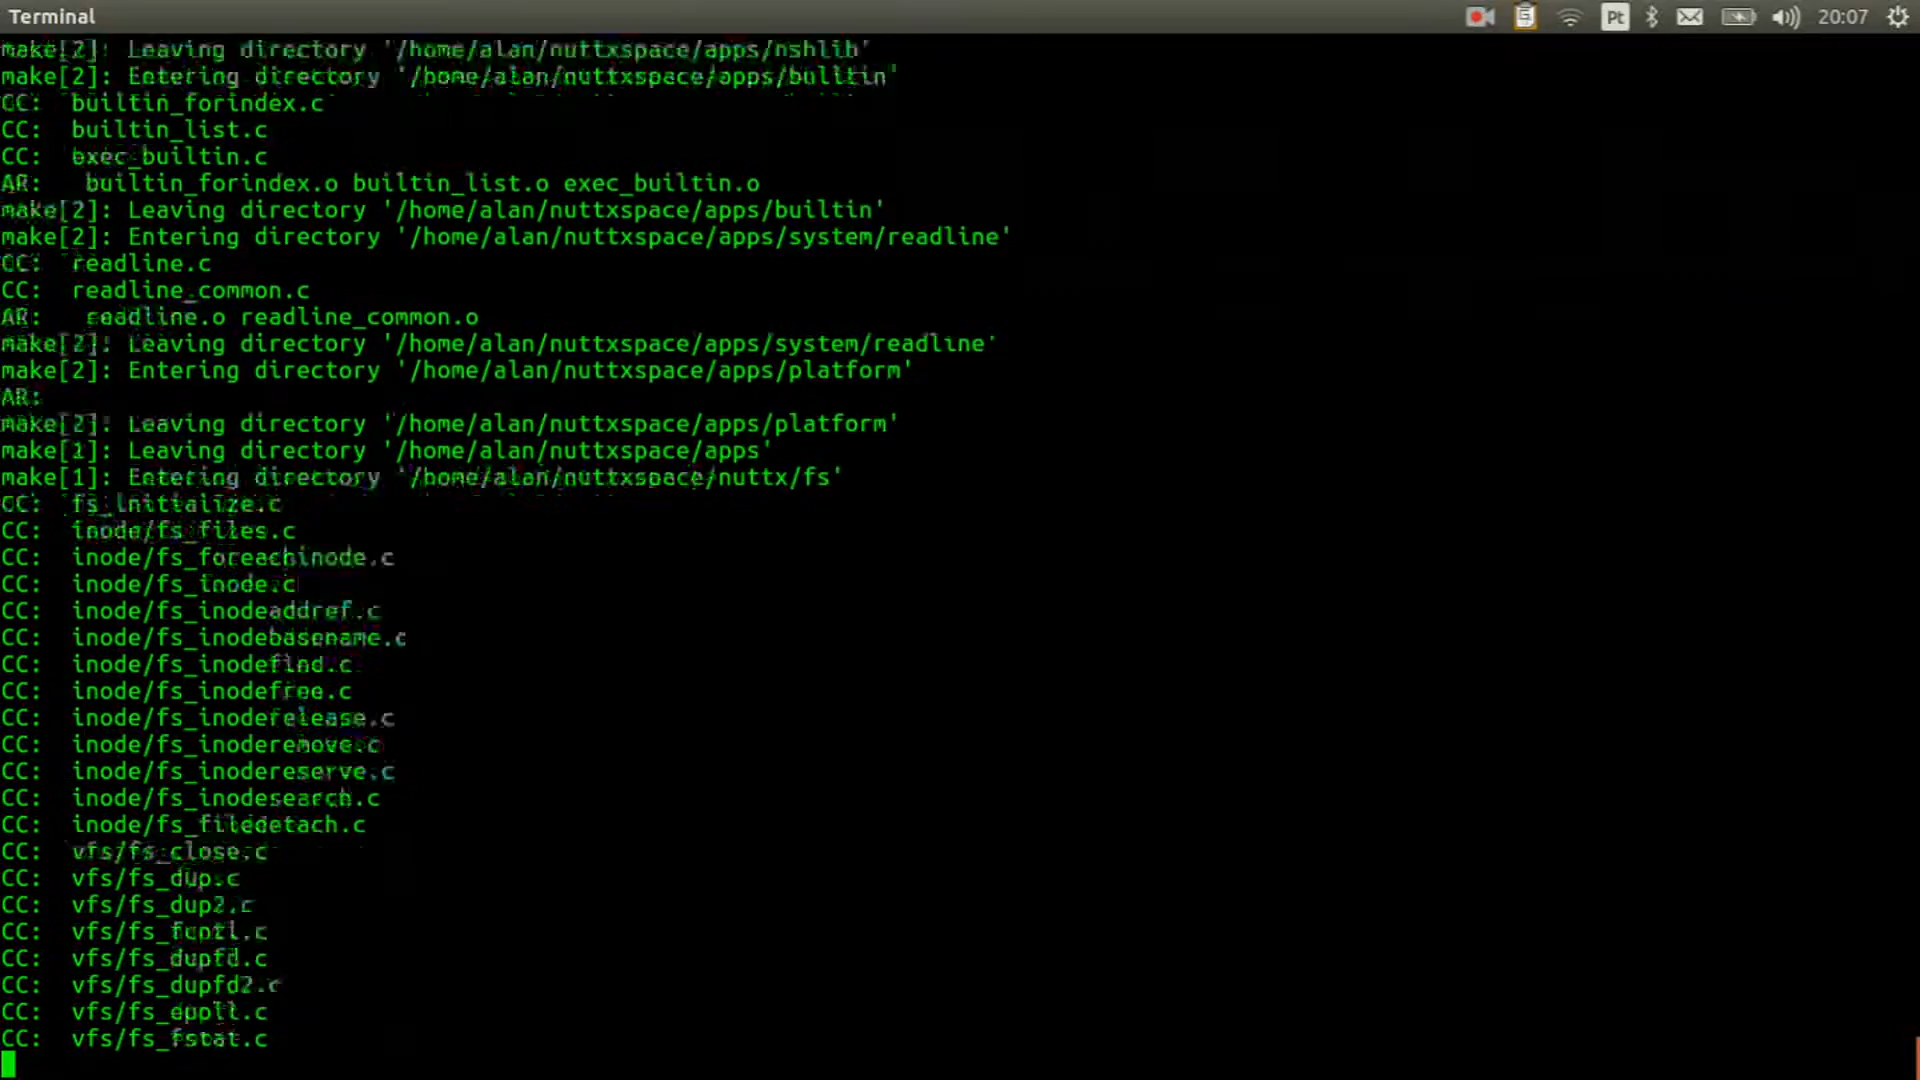 Terminal
Pt
20:07
make[2]: Leaving directory '/home/alan/nuttxspace/apps/nshlib'
make[2]: Entering directory '/home/alan/nuttxspace/apps/builtin'
CC:  builtin_forindex.c
CC:  builtin_list.c
CC:  exec_builtin.c
AR:   builtin_forindex.o builtin_list.o exec_builtin.o
make[2]: Leaving directory '/home/alan/nuttxspace/apps/builtin'
make[2]: Entering directory '/home/alan/nuttxspace/apps/system/readline'
CC:  readline.c
CC:  readline_common.c
AR:   readline.o readline_common.o
make[2]: Leaving directory '/home/alan/nuttxspace/apps/system/readline'
make[2]: Entering directory '/home/alan/nuttxspace/apps/platform'
AR:
make[2]: Leaving directory '/home/alan/nuttxspace/apps/platform'
make[1]: Leaving directory '/home/alan/nuttxspace/apps'
make[1]: Entering directory '/home/alan/nuttxspace/nuttx/fs'
CC:  fs_initialize.c
CC:  inode/fs_files.c
CC:  inode/fs_foreachinode.c
CC:  inode/fs_inode.c
CC:  inode/fs_inodeaddref.c
CC:  inode/fs_inodebasename.c
CC:  inode/fs_inodefind.c
CC:  inode/fs_inodefree.c
CC:  inode/fs_inoderelease.c
CC:  inode/fs_inoderemove.c
CC:  inode/fs_inodereserve.c
CC:  inode/fs_inodesearch.c
CC:  inode/fs_filedetach.c
CC:  vfs/fs_close.c
CC:  vfs/fs_dup.c
CC:  vfs/fs_dup2.c
CC:  vfs/fs_fcntl.c
CC:  vfs/fs_dupfd.c
CC:  vfs/fs_dupfd2.c
CC:  vfs/fs_epoll.c
CC:  vfs/fs_fstat.c